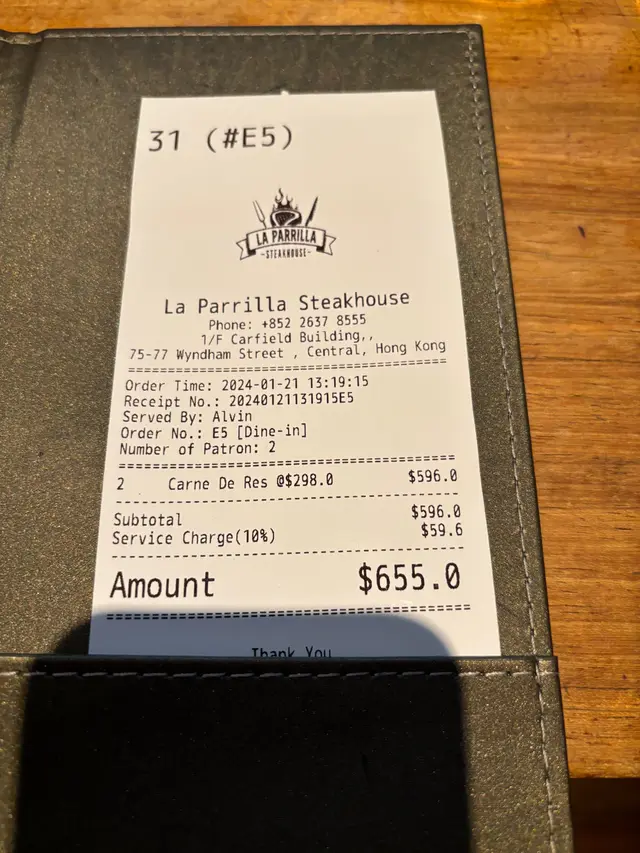 31 (#E5)
LA PARRILLA
-STEAKHOUSE-
La Parrilla Steakhouse
Phone: +852 2637 8555
1/F Carfield Building,,
75-77 Wyndham Street , Central, Hong Kong
Order Time: 2024-01-21 13:19:15
Receipt No.: 20240121131915E5
Served By: Alvin
Order No.: E5 [Dine-in]
Number of Patron: 2
2 Carne De Res @$298.0 $596.0
Subtotal $596.0
Service Charge(10%) $59.6
Amount $655.0
Thank You